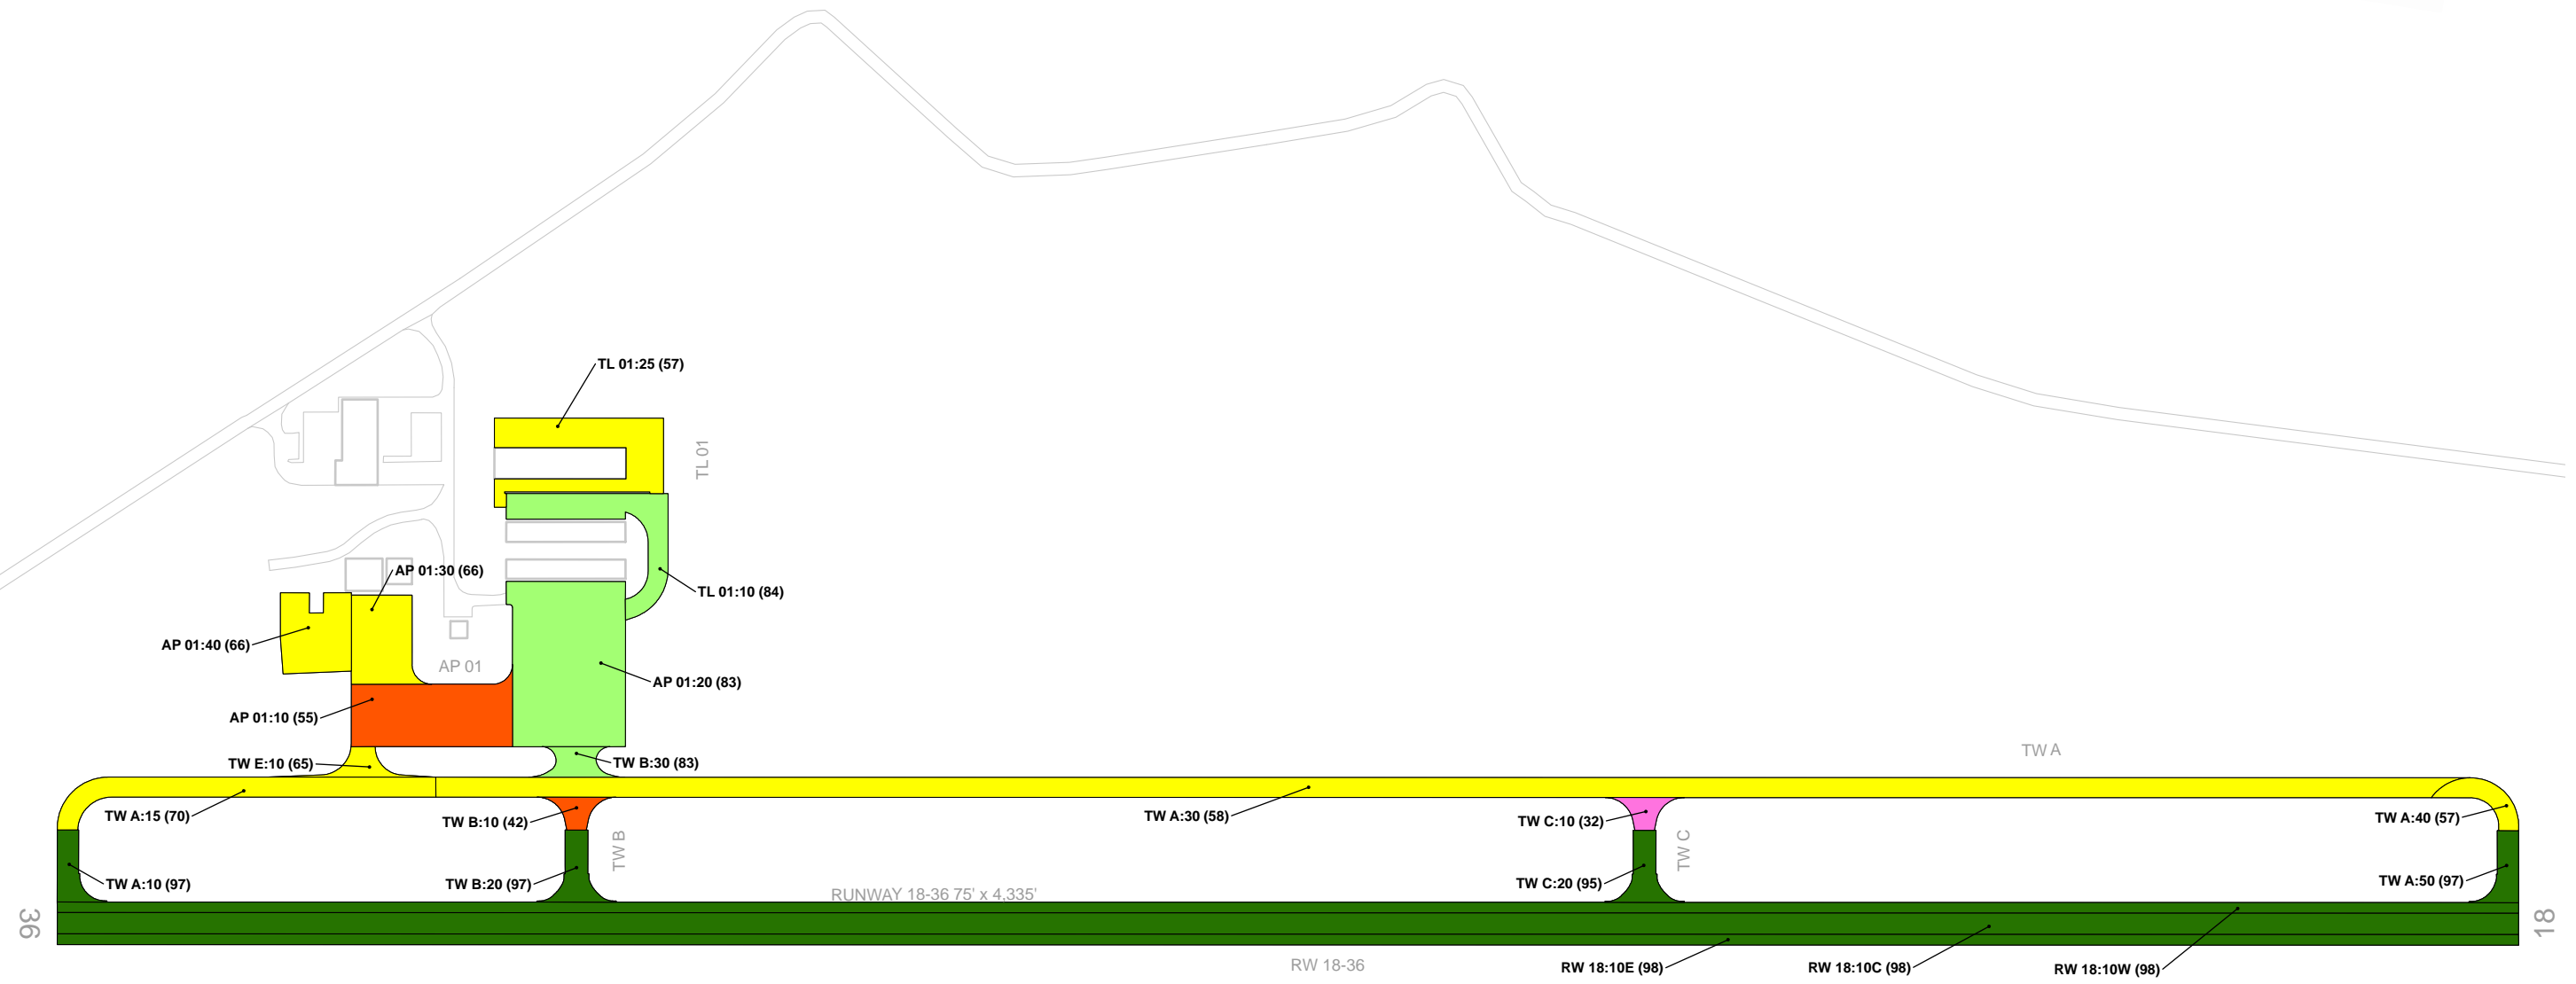 TL 01:25 (57)
TL 01
AP 01:30 (66)
TL 01:10 (84)
AP 01:40 (66)
AP 01
AP 01:20 (83)
AP 01:10 (55)
TW A
TW E:10 (65)
TW B:30 (83)
TW A:15 (70)
TW B:10 (42)
TW B
TW A:30 (58)
TW C:10 (32)
TW C
TW A:40 (57)
TW A:10 (97)
TW B:20 (97)
TW C:20 (95)
TW A:50 (97)
RUNWAY 18-36 75' x 4,335'
36
18
RW 18-36
RW 18:10E (98)
RW 18:10C (98)
RW 18:10W (98)